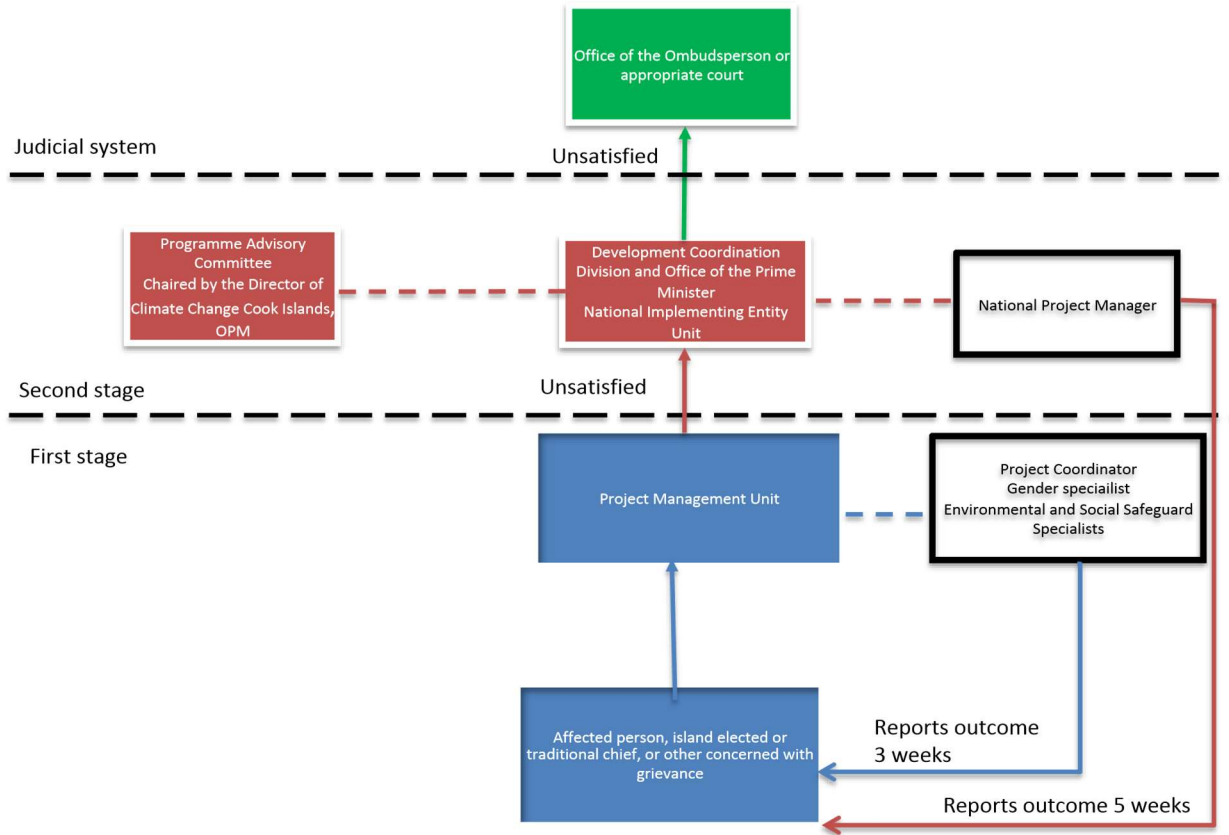 Office of the Ombudsperson or
appropriate court
Judicial system
Unsatisfied
Programme Advisory
Committee
Chaired by the Director of
Climate Change Cook Islands,
OPM
Development Coordination
Division and Office of the Prime
Minister
National Implementing Entity
Unit
National Project Manager
Second stage
Unsatisfied
First stage
Project Management Unit
Project Coordinator
Gender speciailist
Environmental and Social Safeguard
Specialists
Affected person, island elected or
traditional chief, or other concerned with
grievance
Reports outcome
3 weeks
Reports outcome 5 weeks